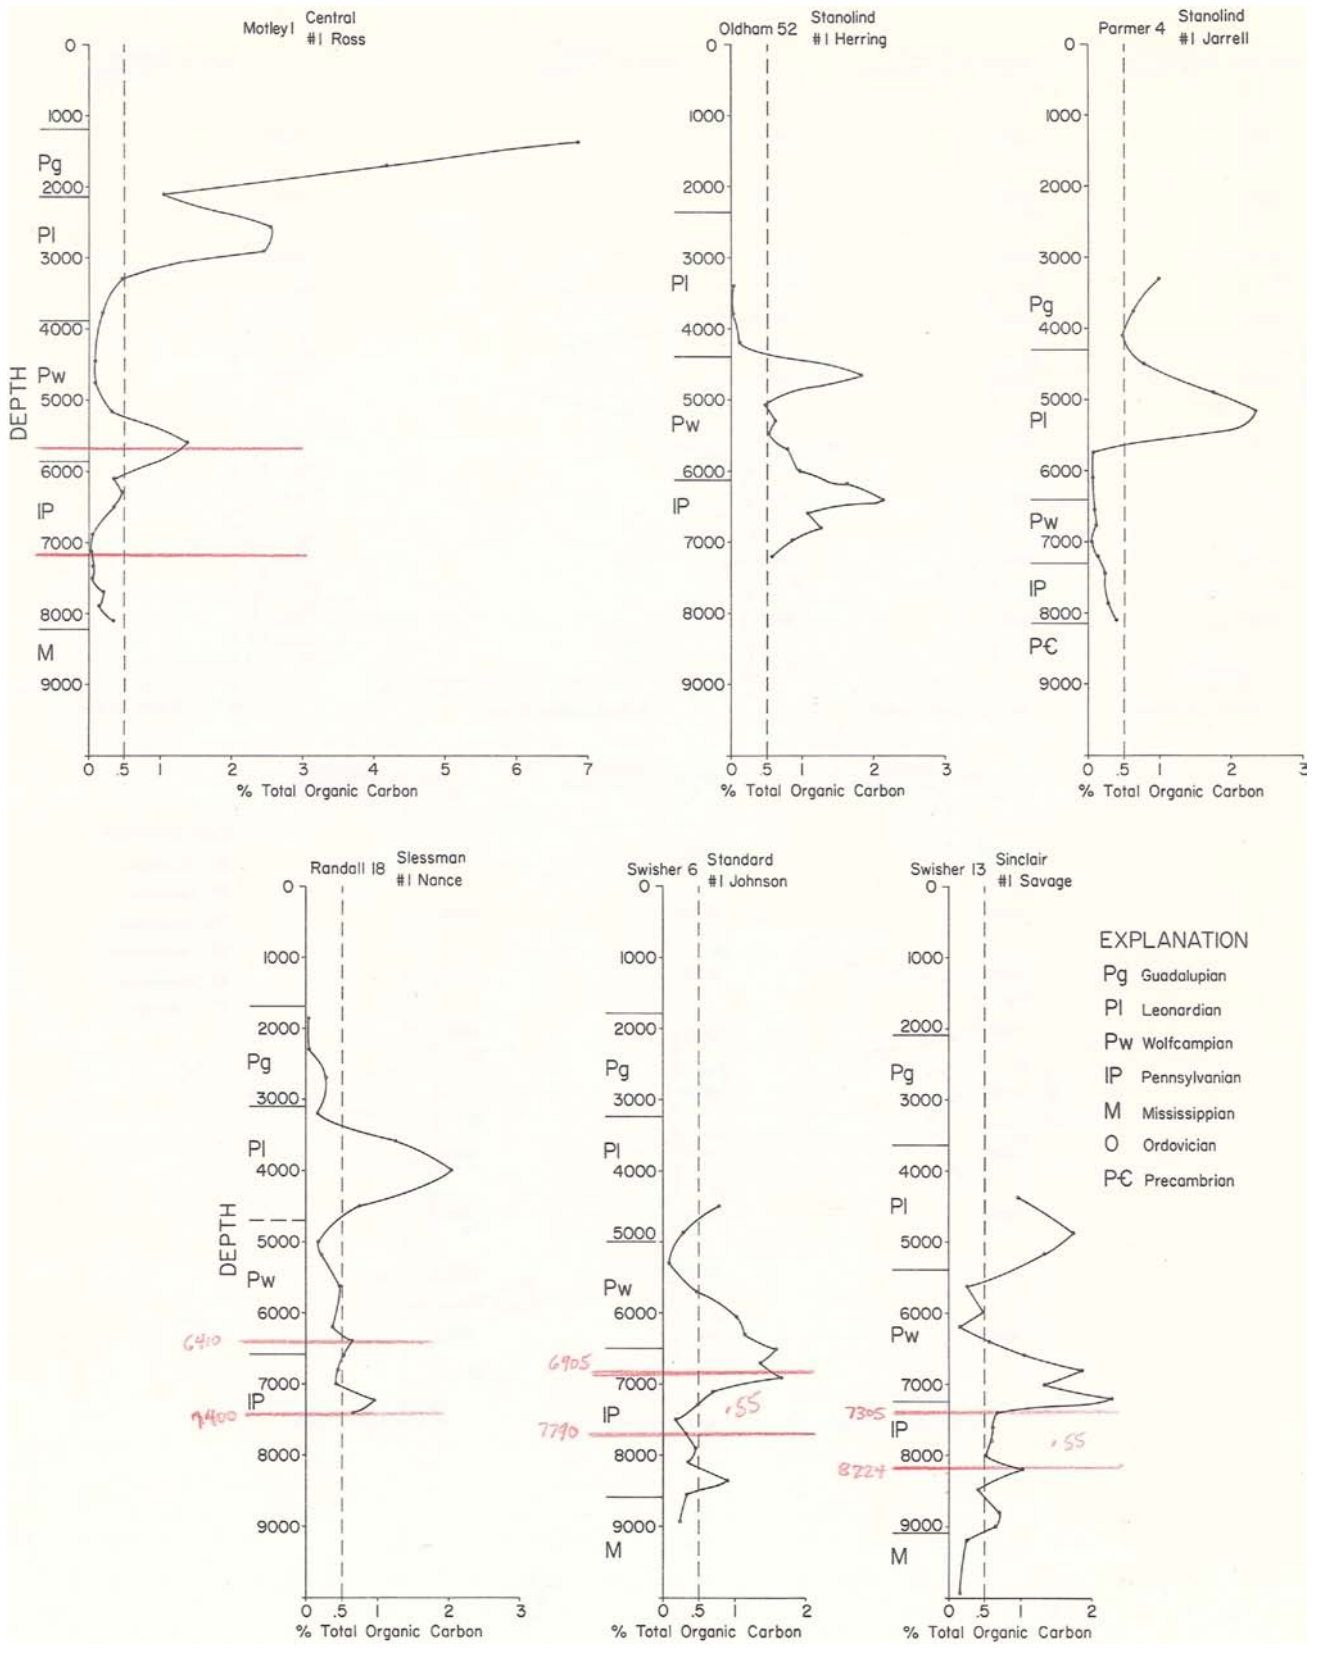 Motley 1 Central
#1 Ross
0
1000
Pg
2000
Pl
3000
4000
Pw
5000
6000
IP
7000
8000
M
9000
DEPTH
0 .5 1 2 3 4 5 6 7
% Total Organic Carbon
Oldham 52 Stanolind
#1 Herring
0
1000
2000
3000
Pl
4000
5000
Pw
6000
IP
7000
8000
9000
0 .5 1 2 3
% Total Organic Carbon
Parmer 4 Stanolind
#1 Jarrell
0
1000
2000
3000
Pg
4000
5000
Pl
6000
Pw
7000
IP
8000
P€
9000
0 .5 1 2 3
% Total Organic Carbon
Randall 18 Slessman
#1 Nance
0
1000
2000
Pg
3000
Pl
4000
5000
Pw
6000
6410
7000
IP
7400
8000
9000
DEPTH
0 .5 1 2 3
% Total Organic Carbon
Swisher 6 Standard
#1 Johnson
0
1000
2000
Pg
3000
Pl
4000
5000
Pw
6000
6905
7000
.55
IP
7790
8000
9000
M
0 .5 1 2
% Total Organic Carbon
Swisher 13 Sinclair
#1 Savage
0
1000
2000
Pg
3000
4000
Pl
5000
6000
Pw
7000
7305
IP
.55
8000
8224
9000
M
0 .5 1 2
% Total Organic Carbon
EXPLANATION
Pg Guadalupian
Pl Leonardian
Pw Wolfcampian
IP Pennsylvanian
M Mississippian
O Ordovician
P€ Precambrian